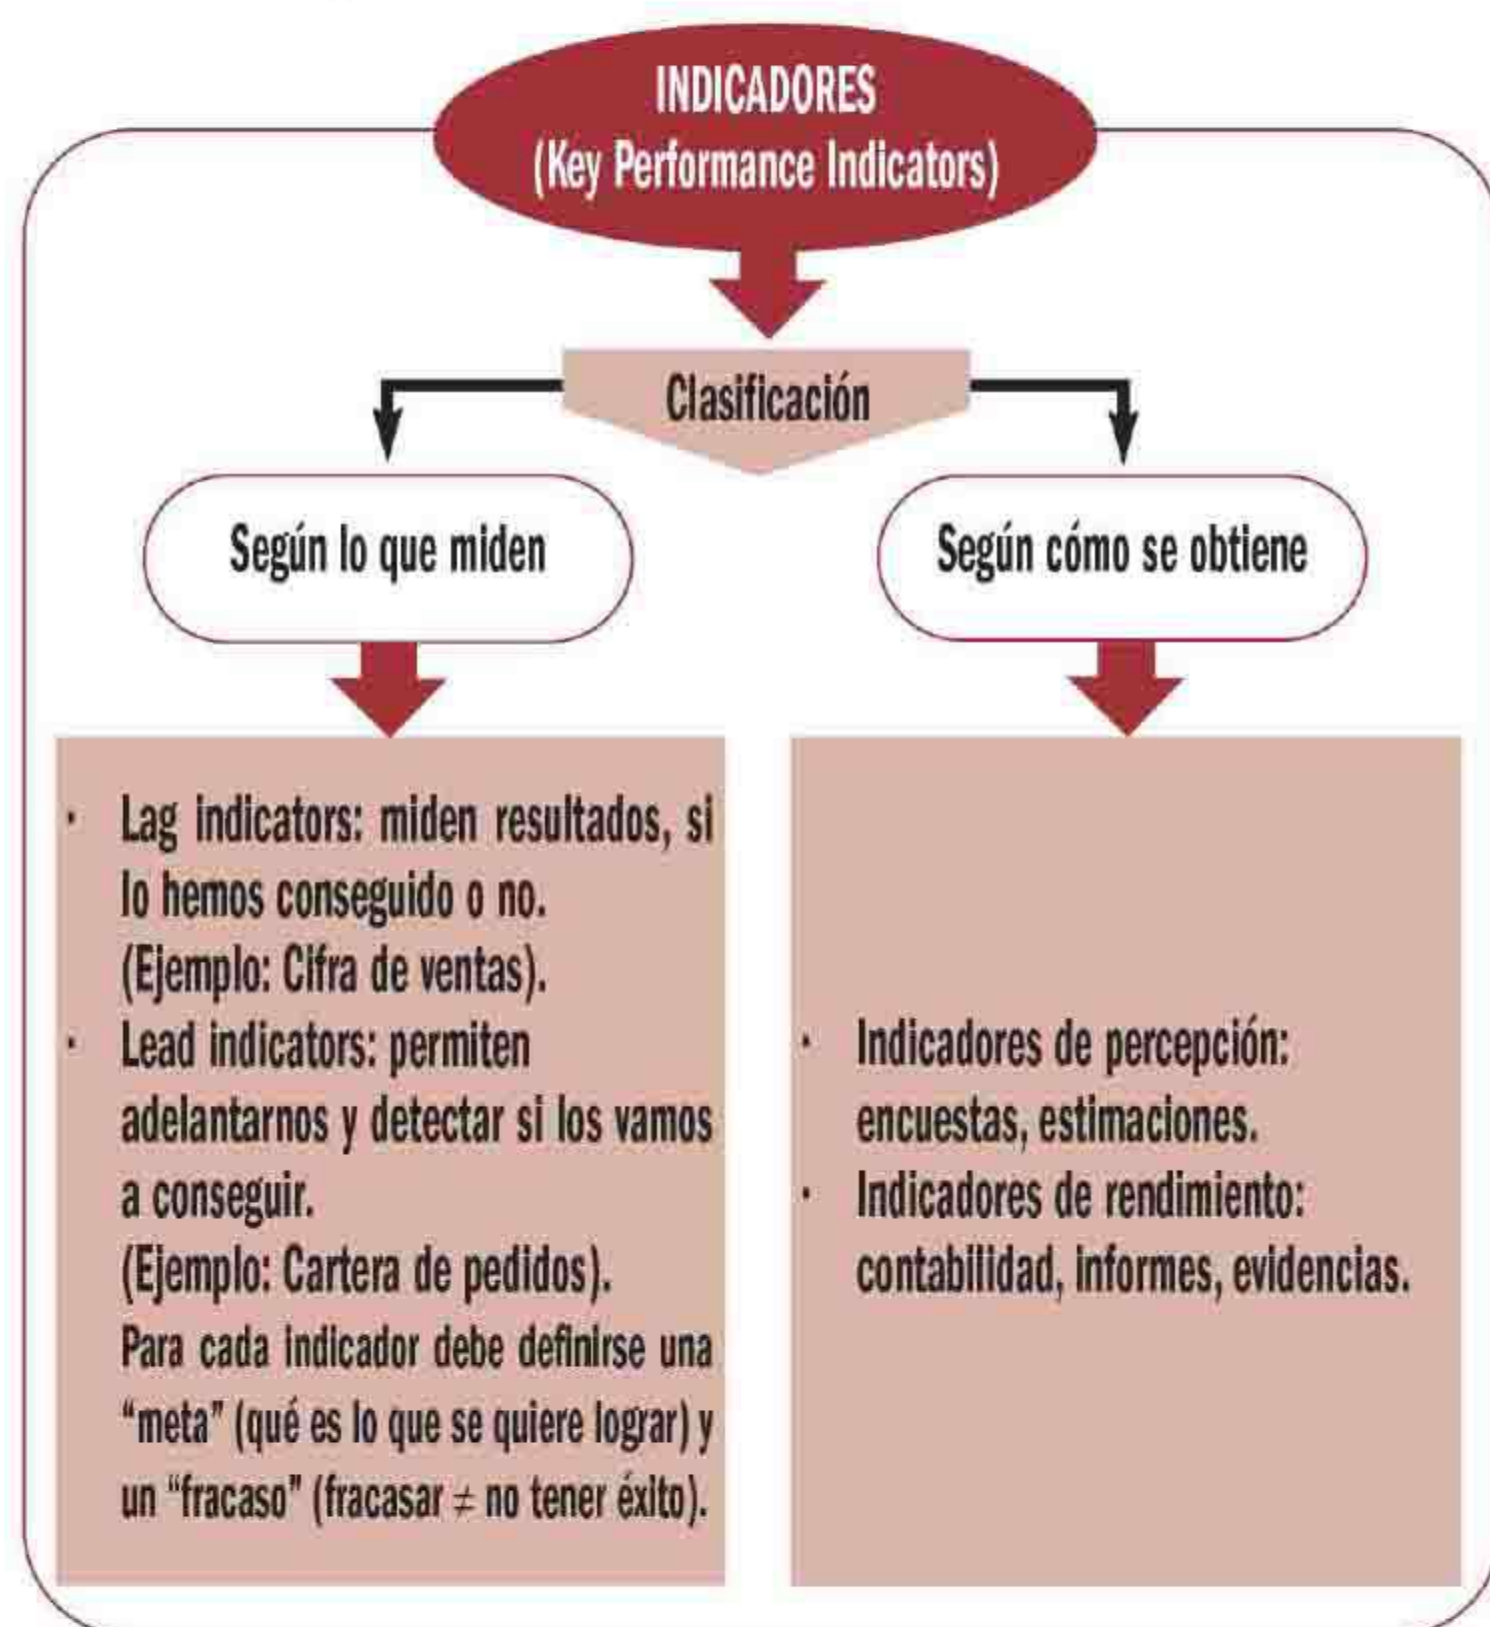 INDICADORES
(Key Performance Indicators)
Clasificación
Según lo que miden
Según cómo se obtiene
· Lag indicators: miden resultados, si
lo hemos conseguido o no.
(Ejemplo: Cifra de ventas).
· Lead indicators: permiten
adelantarnos y detectar si los vamos
a conseguir.
(Ejemplo: Cartera de pedidos).
Para cada indicador debe definirse una
“meta” (qué es lo que se quiere lograr) y
un “fracaso” (fracasar ≠ no tener éxito).
· Indicadores de percepción:
encuestas, estimaciones.
· Indicadores de rendimiento:
contabilidad, informes, evidencias.